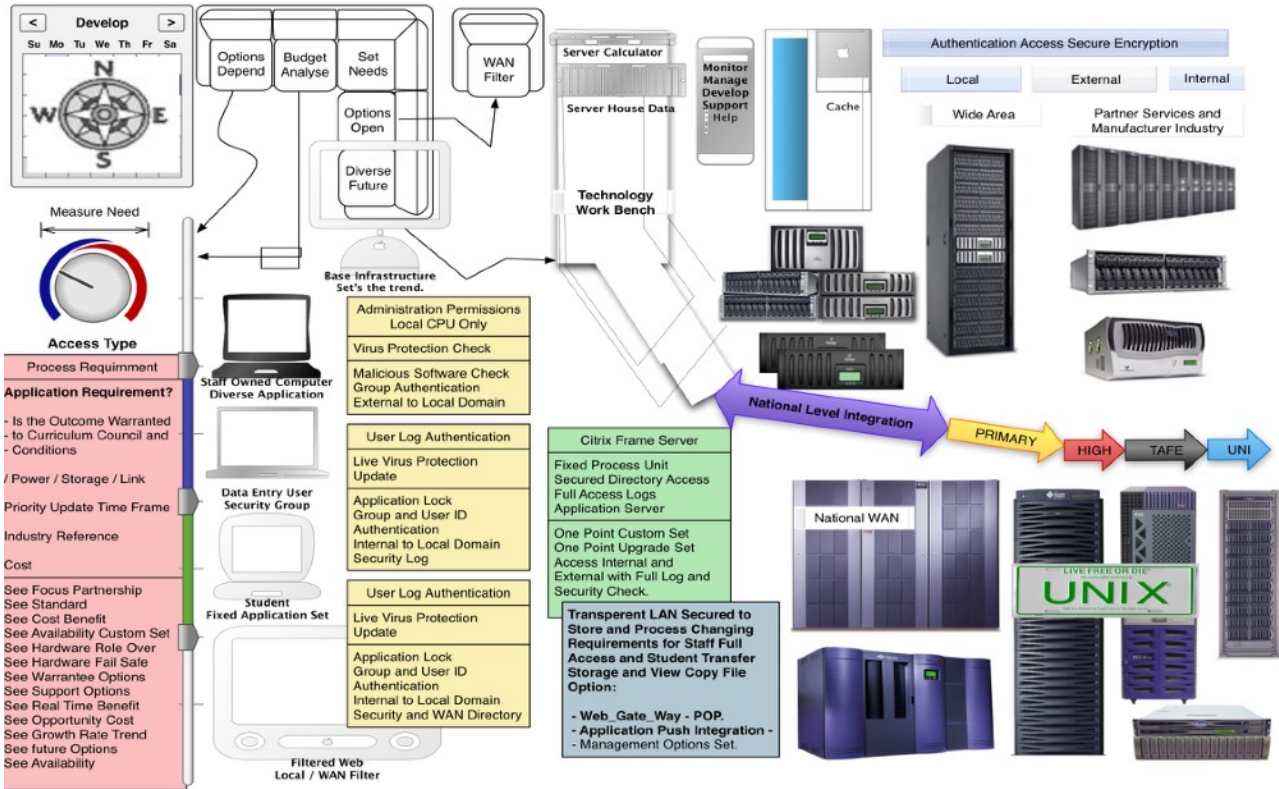 < Develop >
Su Mo Tu We Th Fr Sa
N
W E
S
Options
Depend
Budget
Analyse
Set
Needs
Options
Open
Diverse
Future
WAN
Filter
Base Infrastructure
Set's the trend.
Server Calculator
Server House Data
Technology
Work Bench
Monitor
Manage
Develop
Support
Help
Cache
Authentication Access Secure Encryption
Local
External
Internal
Wide Area
Partner Services and
Manufacturer Industry
Measure Need
Access Type
Process Requirnment
Application Requirement?
- Is the Outcome Warranted
- to Curriculum Council and
- Conditions
/ Power / Storage / Link
Priority Update Time Frame
Industry Reference
Cost
See Focus Partnership
See Standard
See Cost Benefit
See Availability Custom Set
See Hardware Role Over
See Hardware Fail Safe
See Warrantee Options
See Support Options
See Real Time Benefit
See Opportunity Cost
See Growth Rate Trend
See future Options
See Availability
Staff Owned Computer
Diverse Application
Data Entry User
Security Group
Student
Fixed Application Set
Filtered Web
Local / WAN Filter
Administration Permissions
Local CPU Only
Virus Protection Check
Malicious Software Check
Group Authentication
External to Local Domain
User Log Authentication
Live Virus Protection
Update
Application Lock
Group and User ID
Authentication
Internal to Local Domain
Security Log
User Log Authentication
Live Virus Protection
Update
Application Lock
Group and User ID
Authentication
Internal to Local Domain
Security and WAN Directory
Citrix Frame Server
Fixed Process Unit
Secured Directory Access
Full Access Logs
Application Server
One Point Custom Set
One Point Upgrade Set
Access Internal and
External with Full Log and
Security Check.
Transperent LAN Secured to
Store and Process Changing
Requirements for Staff Full
Access and Student Transfer
Storage and View Copy File
Option:
- Web_Gate_Way - POP.
- Application Push Integration -
- Management Options Set.
National Level Integration
PRIMARY
HIGH
TAFE
UNI
National WAN
LIVE FREE OR DIE
UNIX